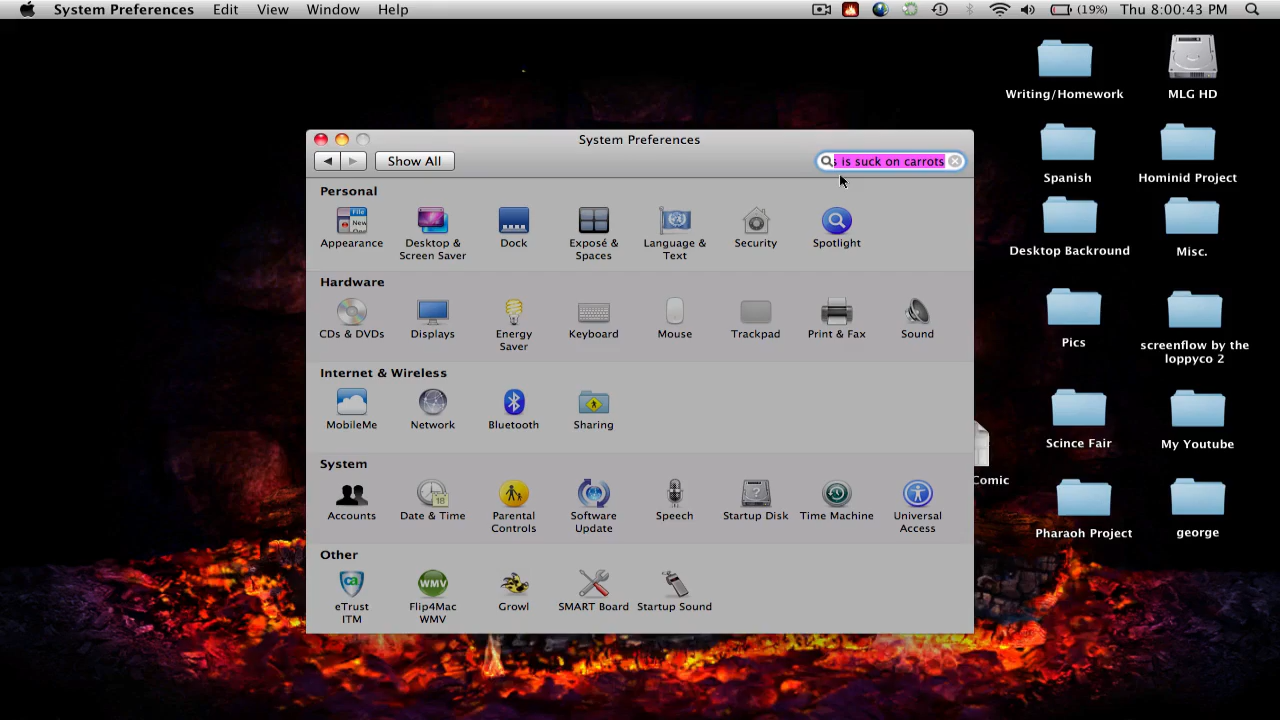 System Preferences Edit View Window Help (19%) Thu 8:00:43 PM
System Preferences
Show All
s is suck on carrots
Personal
Appearance
Desktop &
Screen Saver
Dock
Exposé &
Spaces
Language &
Text
Security
Spotlight
Hardware
CDs & DVDs
Displays
Energy
Saver
Keyboard
Mouse
Trackpad
Print & Fax
Sound
Internet & Wireless
MobileMe
Network
Bluetooth
Sharing
System
Accounts
Date & Time
Parental
Controls
Software
Update
Speech
Startup Disk
Time Machine
Universal
Access
Other
eTrust
ITM
Flip4Mac
WMV
Growl
SMART Board
Startup Sound
File
New
18
?
ca
WMV
Writing/Homework
MLG HD
Spanish
Hominid Project
Desktop Backround
Misc.
Pics
screenflow by the
loppyco 2
Scince Fair
My Youtube
Comic
Pharaoh Project
george